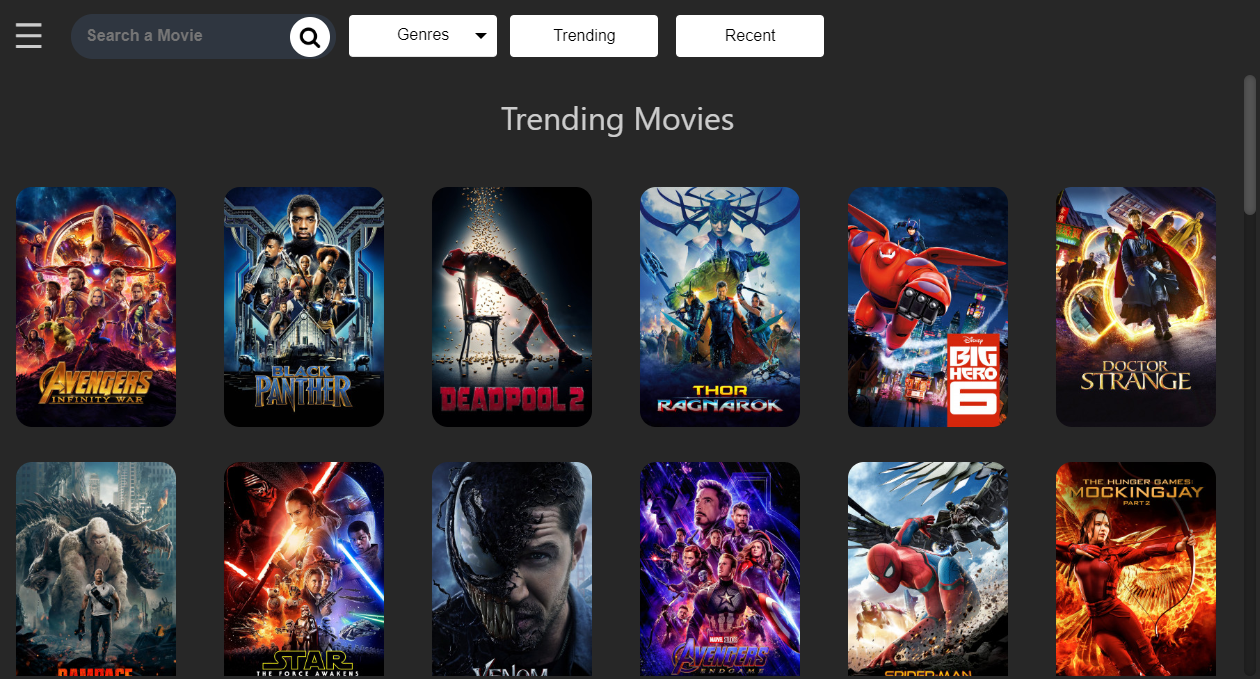 Search a Movie
Genres
Trending
Recent
Trending Movies
AVENGERS
INFINITY WAR
BLACK
PANTHER
DEADPOOL 2
THOR
RAGNAROK
Disney
BIG
HERO
6
DOCTOR
STRANGE
RAMPAGE
STAR
THE FORCE AWAKENS
VENOM
MARVEL STUDIOS
AVENGERS
ENDGAME
SPIDER-MAN
THE HUNGER GAMES:
MOCKINGJAY
PART 2